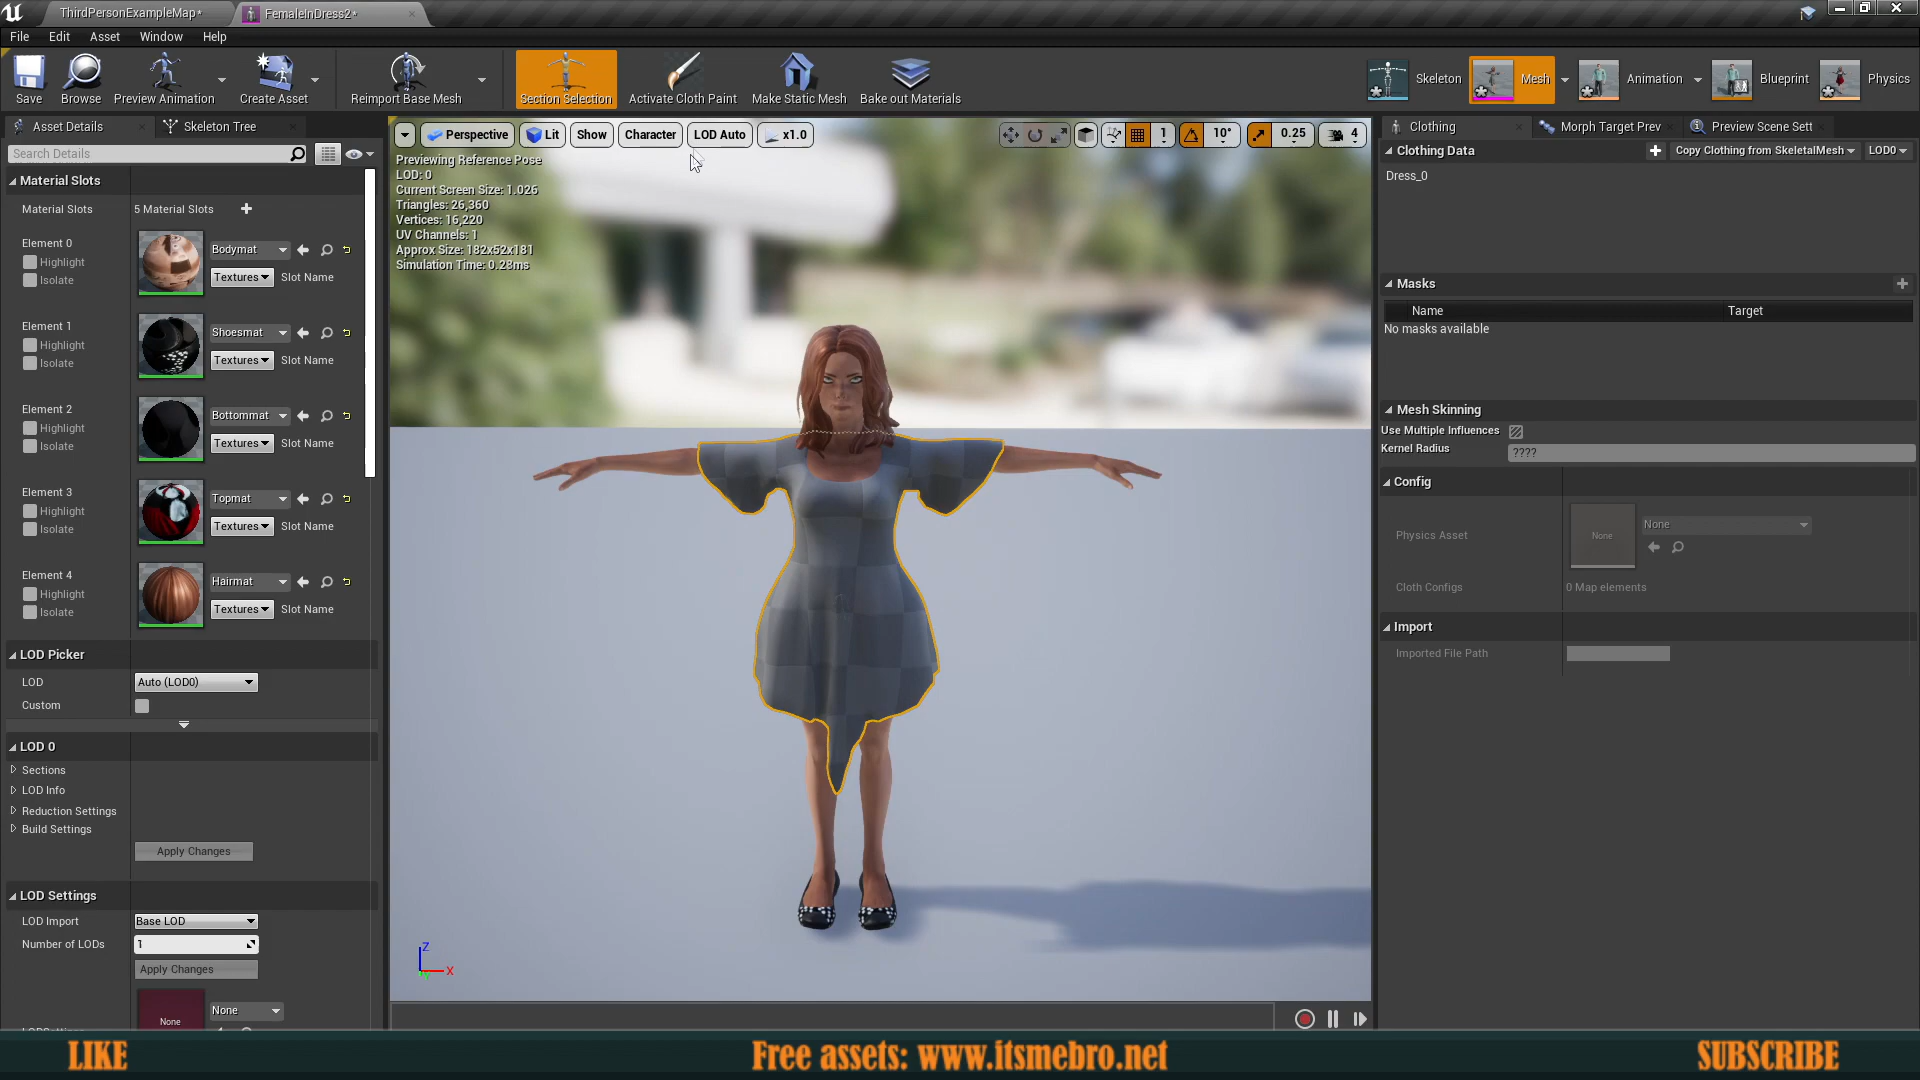 ThirdPersonExampleMap*
FemaleInDress2*
File Edit Asset Window Help
Save
Browse
Preview Animation
Create Asset
Reimport Base Mesh
Section Selection
Activate Cloth Paint
Make Static Mesh
Bake out Materials
Skeleton
Mesh
Animation
Blueprint
Physics
Asset Details
Skeleton Tree
Search Details
Material Slots
Material Slots 5 Material Slots
Element 0
Highlight
Isolate
Bodymat
Textures Slot Name
Element 1
Highlight
Isolate
Shoesmat
Textures Slot Name
Element 2
Highlight
Isolate
Bottommat
Textures Slot Name
Element 3
Highlight
Isolate
Topmat
Textures Slot Name
Element 4
Highlight
Isolate
Hairmat
Textures Slot Name
LOD Picker
LOD Auto (LOD0)
Custom
LOD 0
Sections
LOD Info
Reduction Settings
Build Settings
Apply Changes
LOD Settings
LOD Import Base LOD
Number of LODs 1
Apply Changes
None
None
Perspective Lit Show Character LOD Auto x1.0
1 10° 0.25 4
Previewing Reference Pose
LOD: 0
Current Screen Size: 1.026
Triangles: 26,360
Vertices: 16,220
UV Channels: 1
Approx Size: 182x52x181
Simulation Time: 0.23ms
Z
X
Clothing
Morph Target Prev
Preview Scene Sett
Clothing Data
Copy Clothing from SkeletalMesh LOD0
Dress_0
Masks
Name Target
No masks available
Mesh Skinning
Use Multiple Influences
Kernel Radius ????
Config
Physics Asset
None
None
Cloth Configs 0 Map elements
Import
Imported File Path
LIKE
Free assets: www.itsmebro.net
SUBSCRIBE